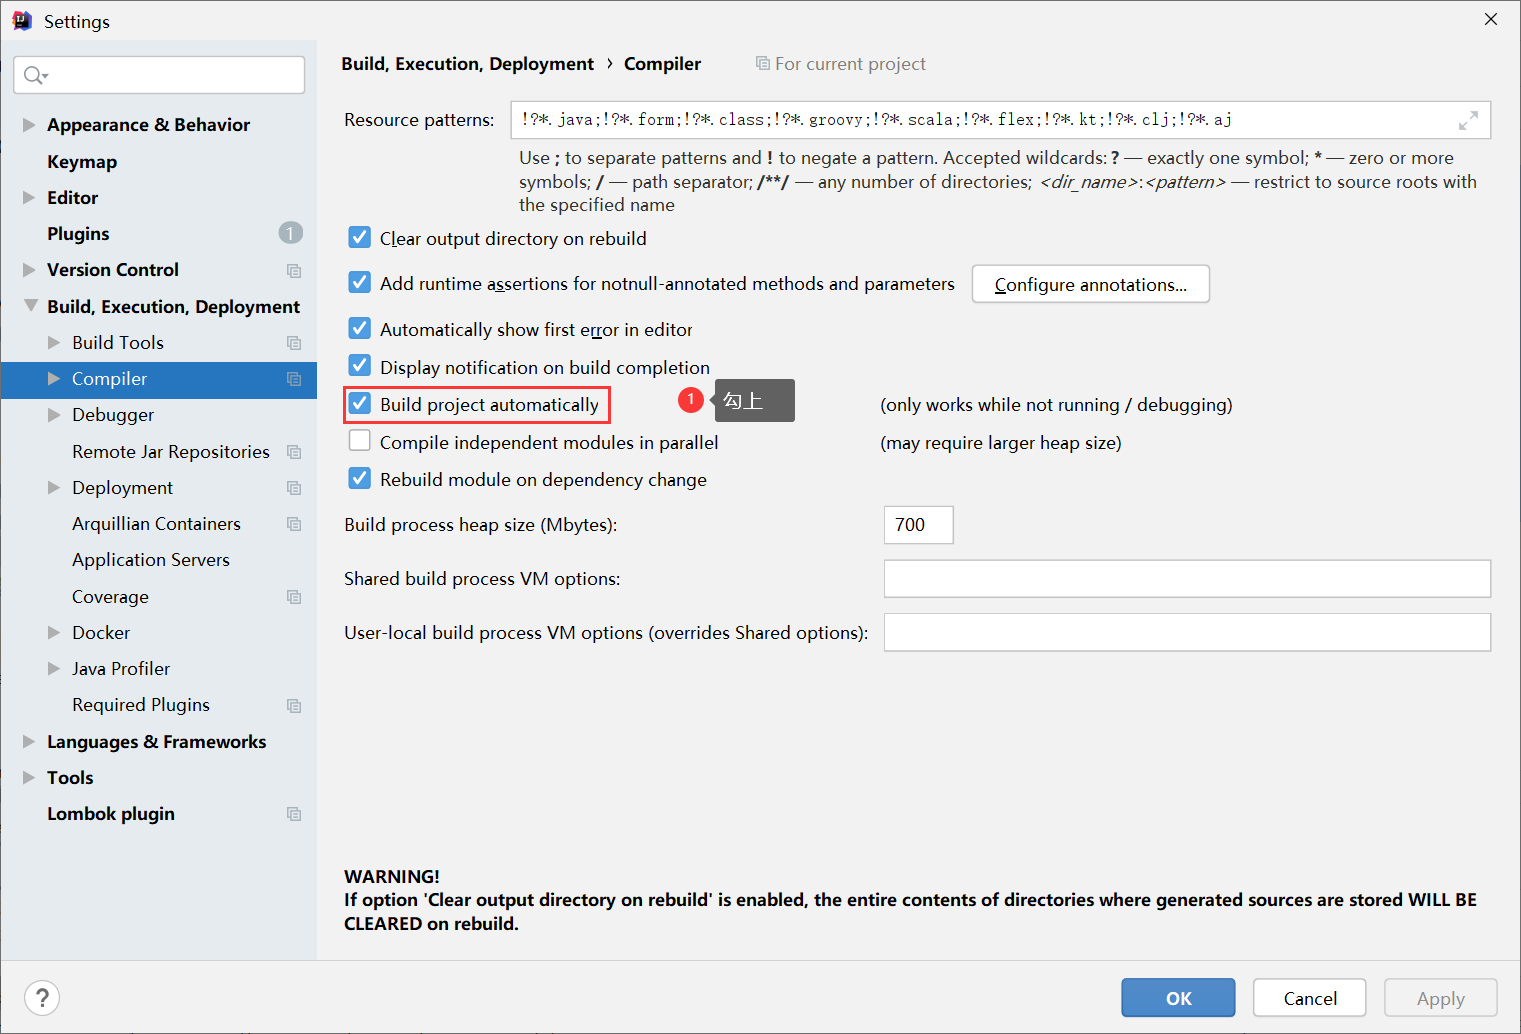 Settings
Build, Execution, Deployment › Compiler
For current project
Appearance & Behavior
Keymap
Editor
Plugins
1
Version Control
Build, Execution, Deployment
Build Tools
Compiler
Debugger
Remote Jar Repositories
Deployment
Arquillian Containers
Application Servers
Coverage
Docker
Java Profiler
Required Plugins
Languages & Frameworks
Tools
Lombok plugin
Resource patterns:
!?*.java;!?*.form;!?*.class;!?*.groovy;!?*.scala;!?*.flex;!?*.kt;!?*.clj;!?*.aj
Use ; to separate patterns and ! to negate a pattern. Accepted wildcards: ? — exactly one symbol; * — zero or more
symbols; / — path separator; /**/ — any number of directories; <dir_name>:<pattern> — restrict to source roots with
the specified name
Clear output directory on rebuild
Add runtime assertions for notnull-annotated methods and parameters
Configure annotations...
Automatically show first error in editor
Display notification on build completion
Build project automatically
1
勾上
(only works while not running / debugging)
Compile independent modules in parallel
(may require larger heap size)
Rebuild module on dependency change
Build process heap size (Mbytes):
700
Shared build process VM options:
User-local build process VM options (overrides Shared options):
WARNING!
If option 'Clear output directory on rebuild' is enabled, the entire contents of directories where generated sources are stored WILL BE
CLEARED on rebuild.
?
OK
Cancel
Apply